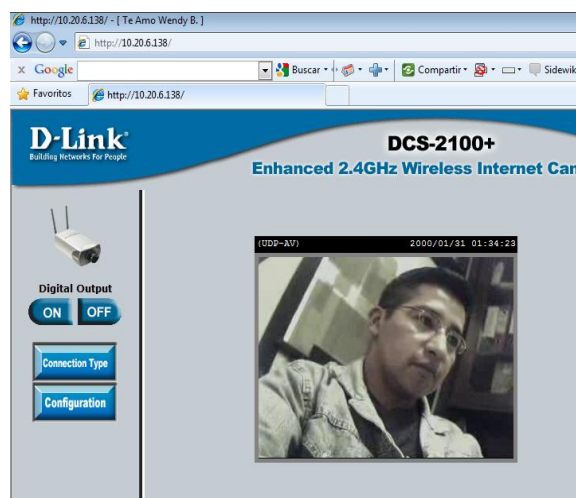 http://10.20.6.138/ - [ Te Amo Wendy B. ]
http://10.20.6.138/
x Google Buscar Compartir Sidewik
Favoritos http://10.20.6.138/
D-Link
Building Networks For People
DCS-2100+
Enhanced 2.4GHz Wireless Internet Can
(UDP-AV) 2000/01/31 01:34:23
Digital Output
ON OFF
Connection Type
Configuration